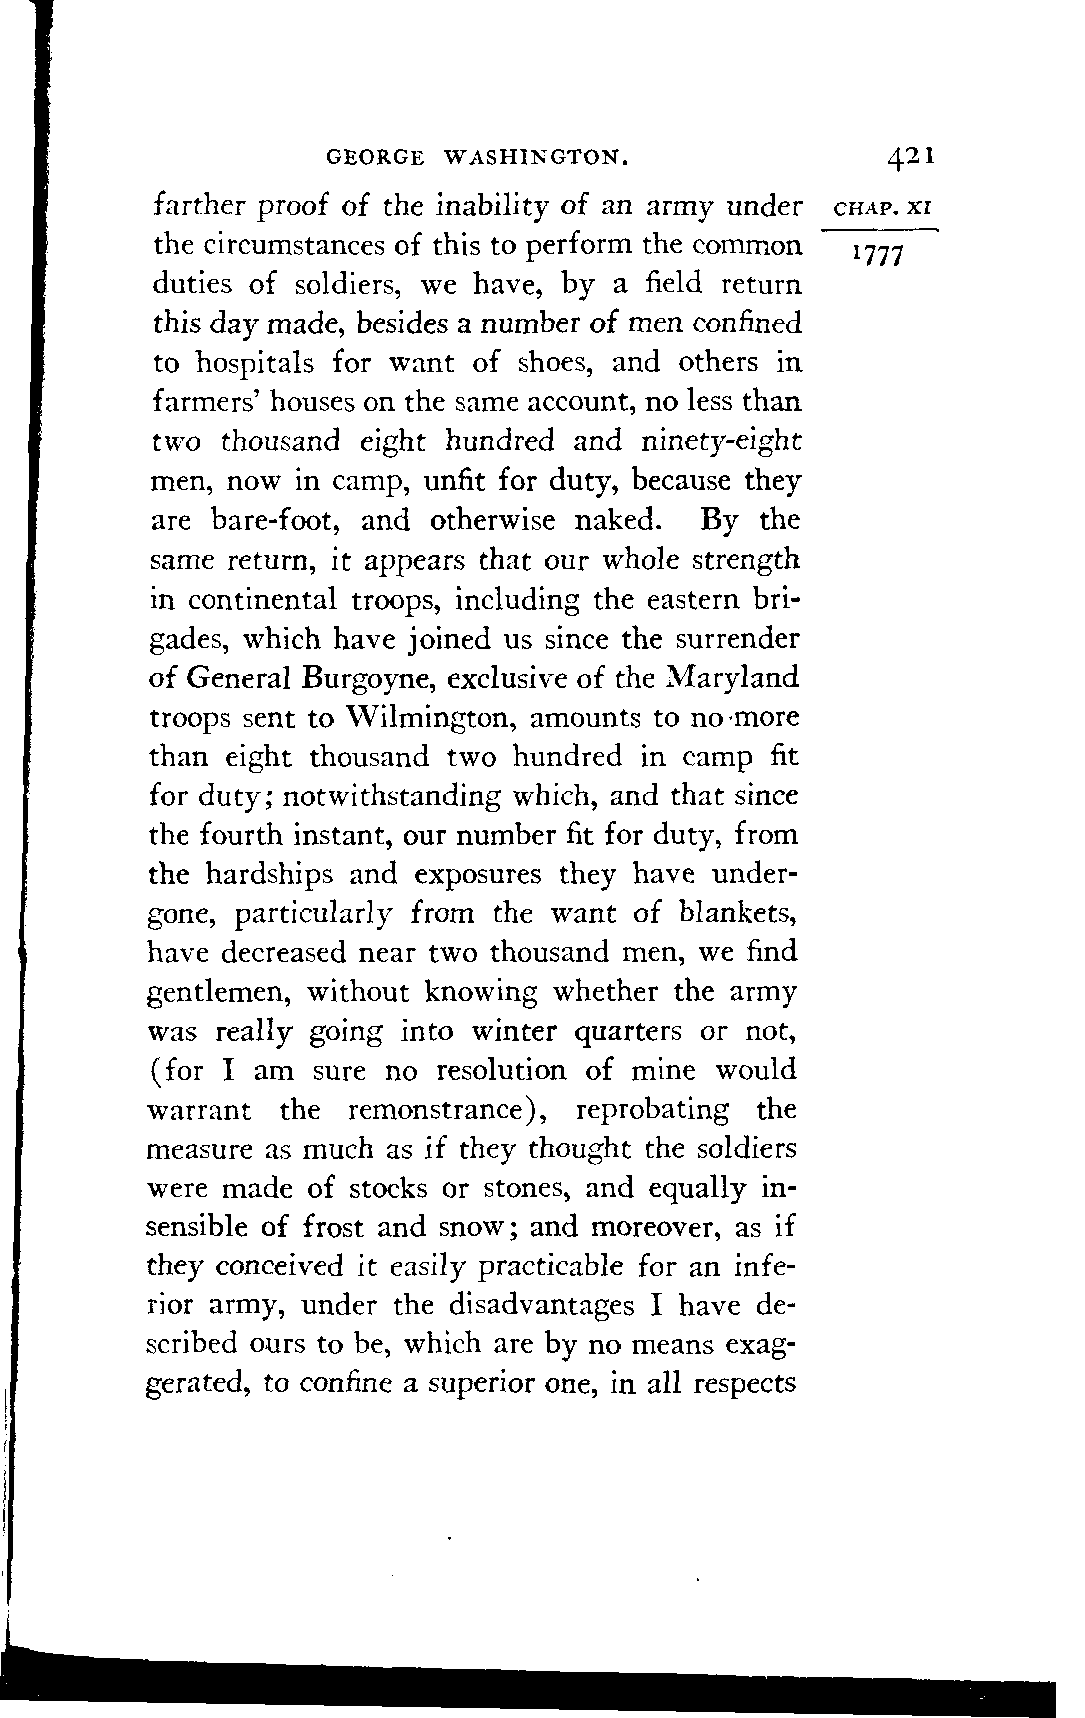 GEORGE WASHINGTON. 421
farther proof of the inability of an army under CHAP. XI
the circumstances of this to perform the common 1777
duties of soldiers, we have, by a field return
this day made, besides a number of men confined
to hospitals for want of shoes, and others in
farmers' houses on the same account, no less than
two thousand eight hundred and ninety-eight
men, now in camp, unfit for duty, because they
are bare-foot, and otherwise naked. By the
same return, it appears that our whole strength
in continental troops, including the eastern bri-
gades, which have joined us since the surrender
of General Burgoyne, exclusive of the Maryland
troops sent to Wilmington, amounts to no more
than eight thousand two hundred in camp fit
for duty; notwithstanding which, and that since
the fourth instant, our number fit for duty, from
the hardships and exposures they have under-
gone, particularly from the want of blankets,
have decreased near two thousand men, we find
gentlemen, without knowing whether the army
was really going into winter quarters or not,
(for I am sure no resolution of mine would
warrant the remonstrance), reprobating the
measure as much as if they thought the soldiers
were made of stocks or stones, and equally in-
sensible of frost and snow; and moreover, as if
they conceived it easily practicable for an infe-
rior army, under the disadvantages I have de-
scribed ours to be, which are by no means exag-
gerated, to confine a superior one, in all respects